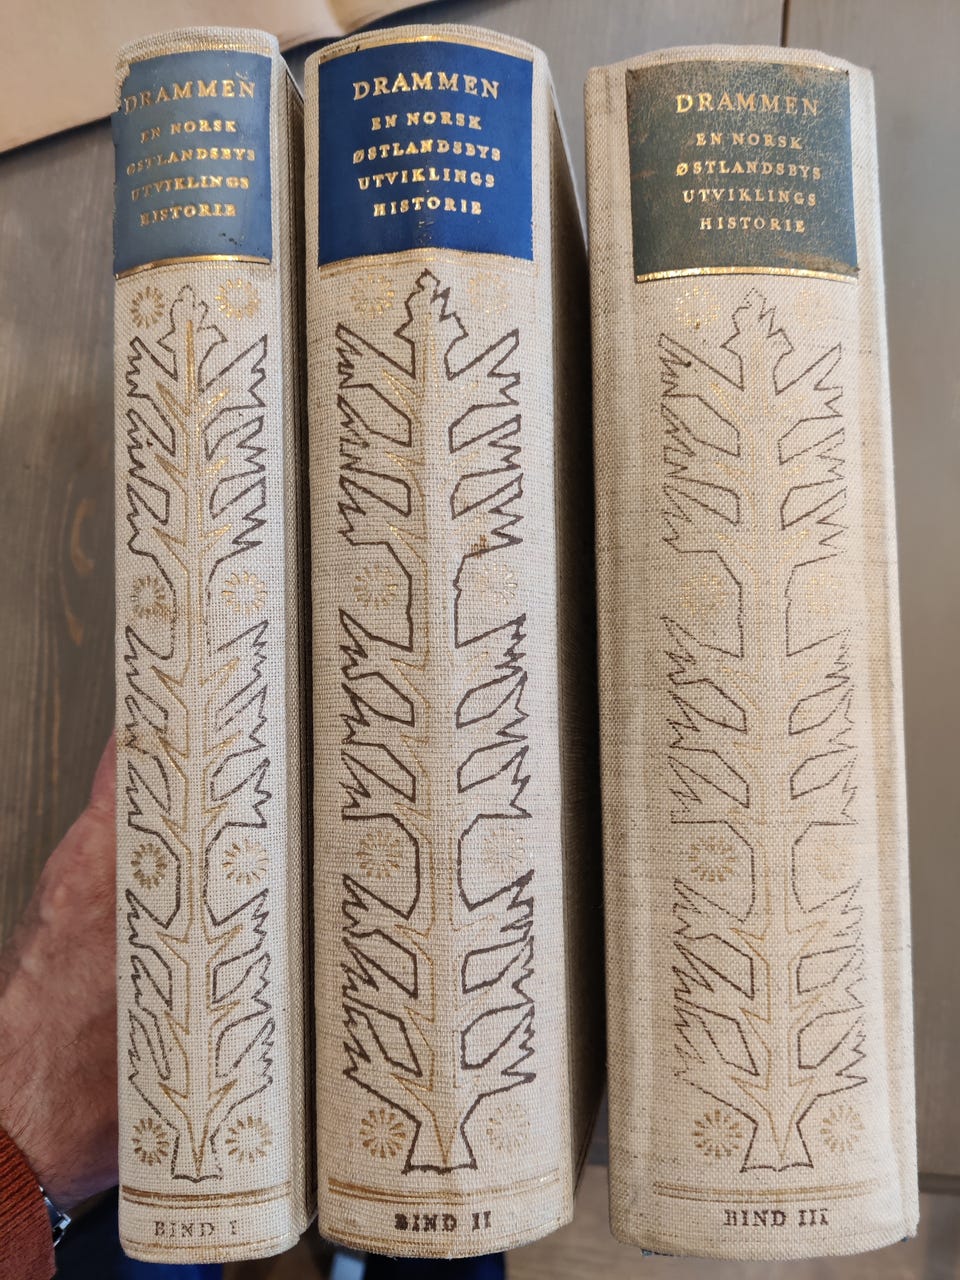 DRAMMEN
EN NORSK
ØSTLANDSBYS
UTVIKLINGS
HISTORIE
BIND I
DRAMMEN
EN NORSK
ØSTLANDSBYS
UTVIKLINGS
HISTORIE
BIND II
DRAMMEN
EN NORSK
ØSTLANDSBYS
UTVIKLINGS
HISTORIE
BIND III